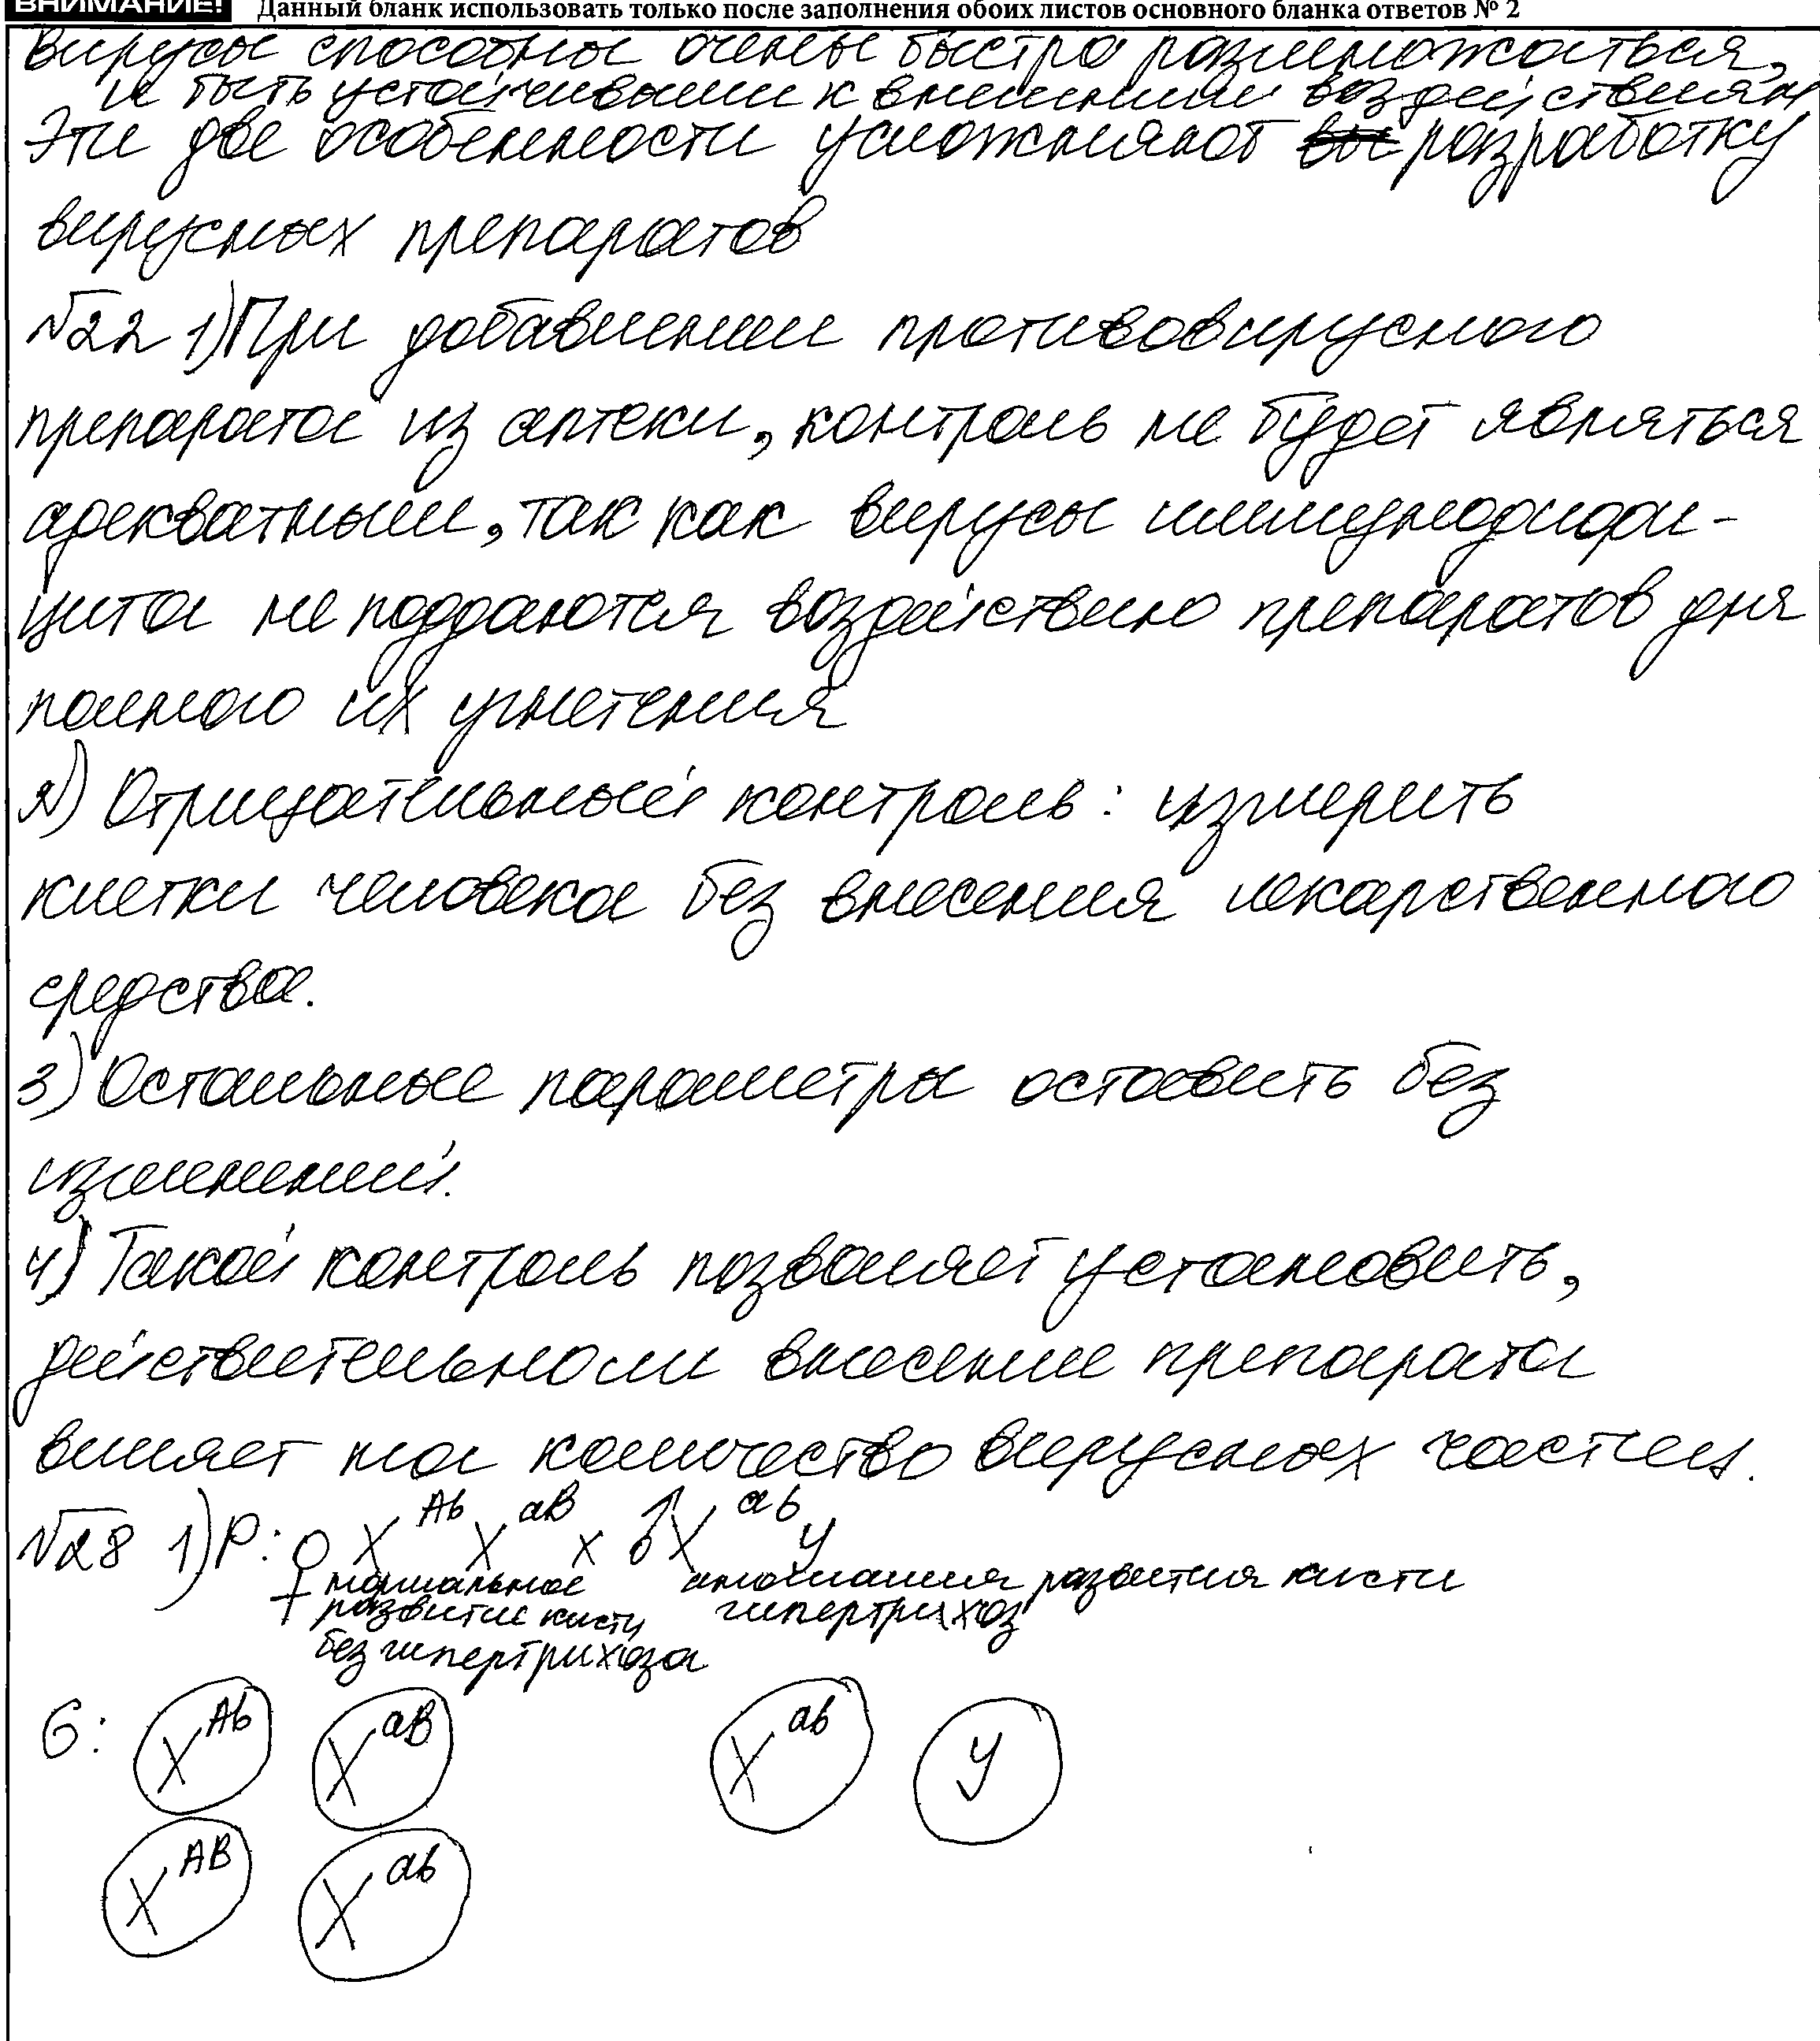 ВНИМАНИЕ! Данный бланк использовать только после заполнения обоих листов основного бланка ответов № 2
Вирусы способны очень быстро размножаться,
и быть устойчивыми к внешним воздействиям
Эти две особенности усложняют разработку
вирусных препаратов
№22 1) При добавлении противовирусного
препарата из аптеки, контроль не будет являться
адекватным, так как вирусы иммунодифи-
цита не поддаются воздействию препаратов для
полного их угнетения
2) Отрицательный контроль: измерить
клетки человека без внесения лекарственного
средства.
3) Остальные параметры оставить без
изменений.
4) Такой контроль позволяет установить,
действительно ли внесение препарата
влияет на количество вирусных частиц.
№28 1) P: ♀ X^Ab X^aB x ♂ X^ab У
нормальное аномалия развития кисти
развитие кисти гипертрихоз
без гипертрихоза
G: X^Ab X^aB X^ab У
X^AB X^ab